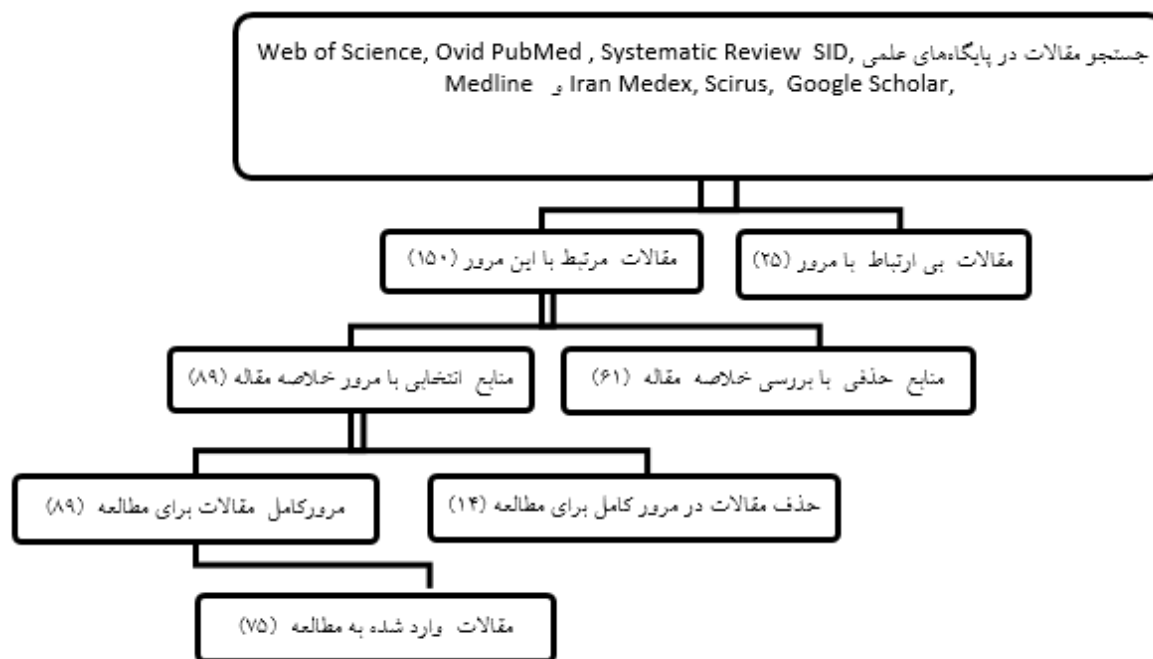 جستجو مقالات در پایگاه‌های علمی Web of Science, Ovid PubMed , Systematic Review SID,
Iran Medex, Scirus, Google Scholar, و Medline
مقالات بی ارتباط با مرور (۲۵)
مقالات مرتبط با این مرور (۱۵۰)
منابع حذفی با بررسی خلاصه مقاله (۶۱)
منابع انتخابی با مرور خلاصه مقاله (۸۹)
حذف مقالات در مرور کامل برای مطالعه (۱۴)
مرورکامل مقالات برای مطالعه (۸۹)
مقالات وارد شده به مطالعه (۷۵)